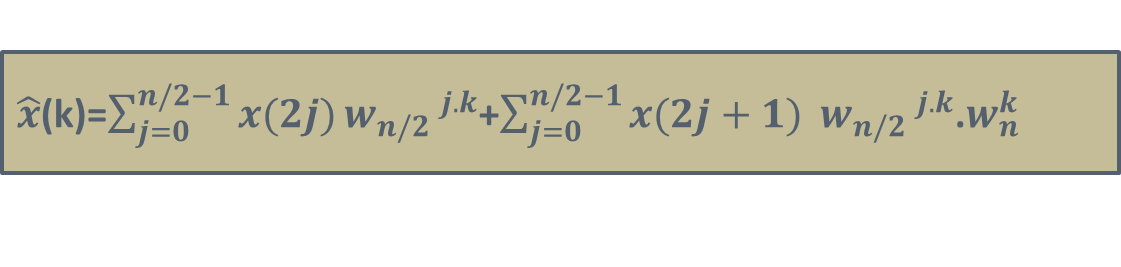 x̂(k)=∑_{j=0}^{n/2−1} x(2j) w_{n/2}^{j.k}+∑_{j=0}^{n/2−1} x(2j + 1) w_{n/2}^{j.k}.w_n^k